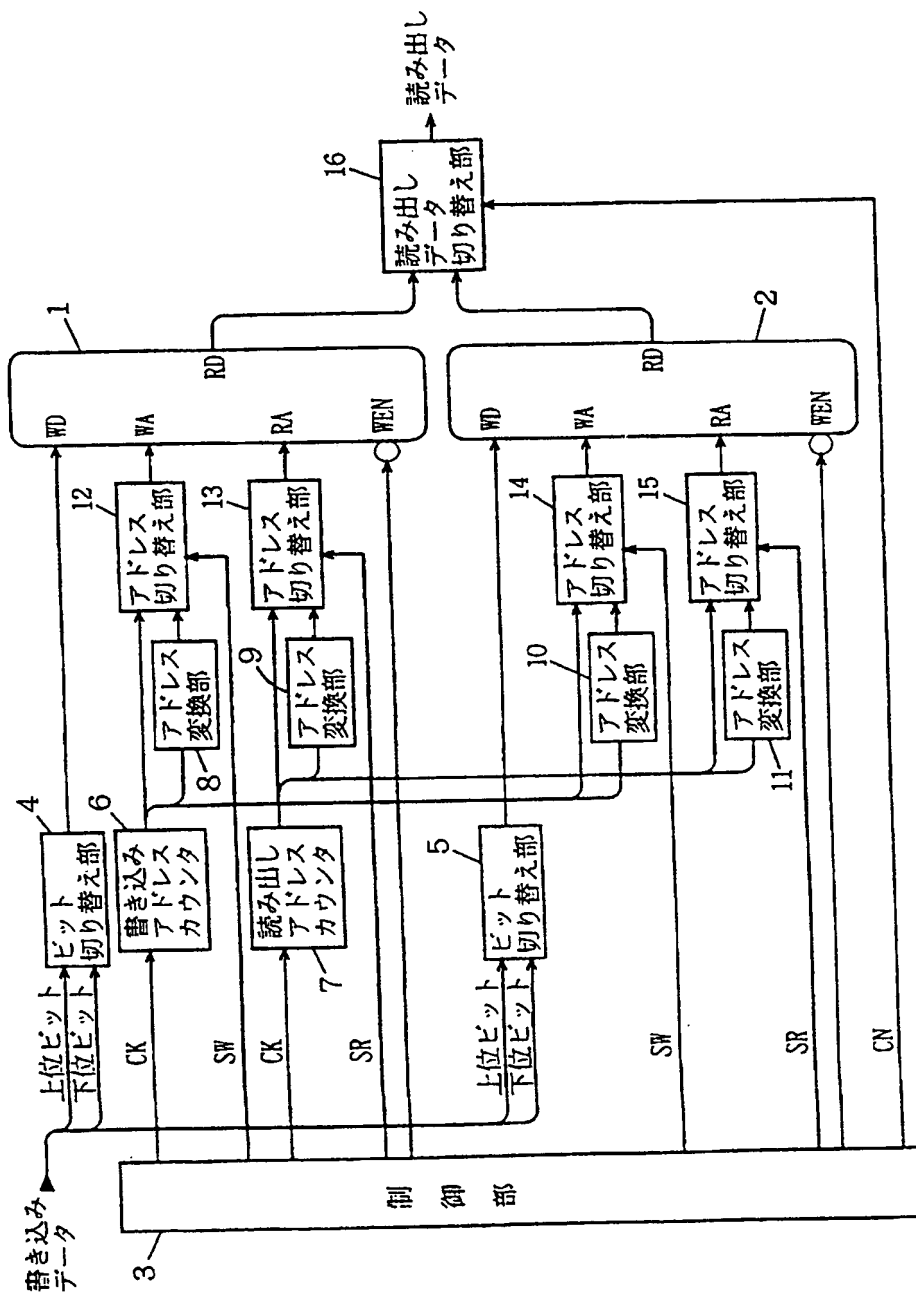 書き込み
データ
3
制御部
上位ビット
下位ビット
4
ビット
切り替え部
CK
6
書き込み
アドレス
カウンタ
SW
CK
7
読み出し
アドレス
カウンタ
SR
8
アドレス
変換部
9
アドレス
変換部
12
アドレス
切り替え部
13
アドレス
切り替え部
1
WD
WA
RA
WEN
RD
上位ビット
下位ビット
5
ビット
切り替え部
SW
SR
CN
10
アドレス
変換部
11
アドレス
変換部
14
アドレス
切り替え部
15
アドレス
切り替え部
2
WD
WA
RA
WEN
RD
16
読み出し
データ
切り替え部
読み出し
データ